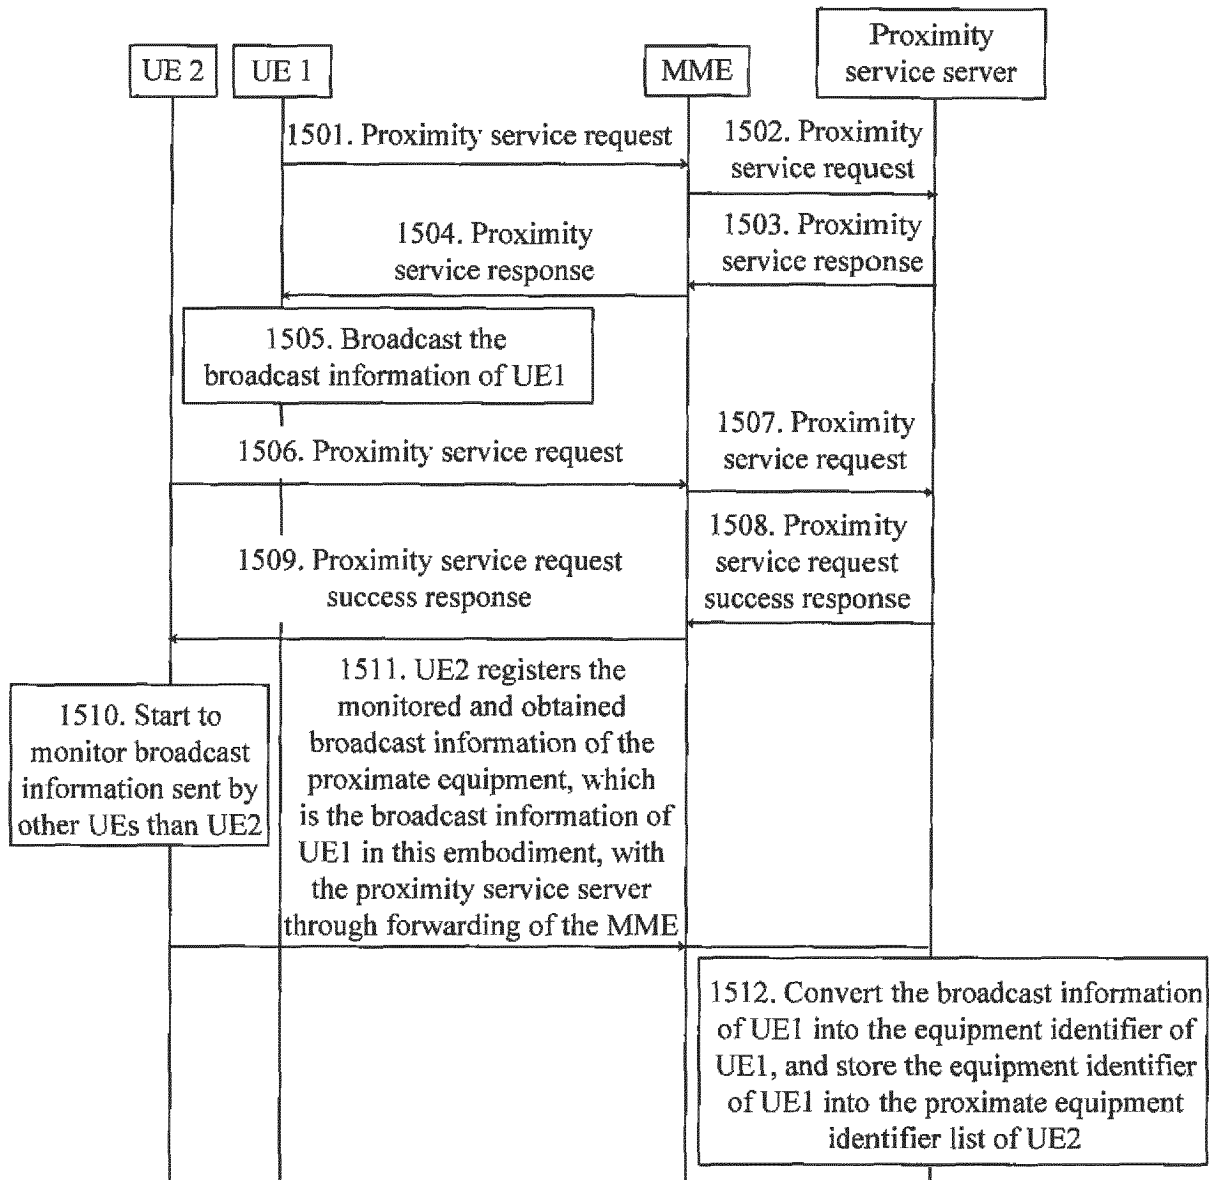 UE 2
UE 1
MME
Proximity
service server
1501. Proximity service request
1502. Proximity
service request
1503. Proximity
service response
1504. Proximity
service response
1505. Broadcast the
broadcast information of UE1
1506. Proximity service request
1507. Proximity
service request
1508. Proximity
service request
success response
1509. Proximity service request
success response
1510. Start to
monitor broadcast
information sent by
other UEs than UE2
1511. UE2 registers the
monitored and obtained
broadcast information of the
proximate equipment, which
is the broadcast information of
UE1 in this embodiment, with
the proximity service server
through forwarding of the MME
1512. Convert the broadcast information
of UE1 into the equipment identifier of
UE1, and store the equipment identifier
of UE1 into the proximate equipment
identifier list of UE2